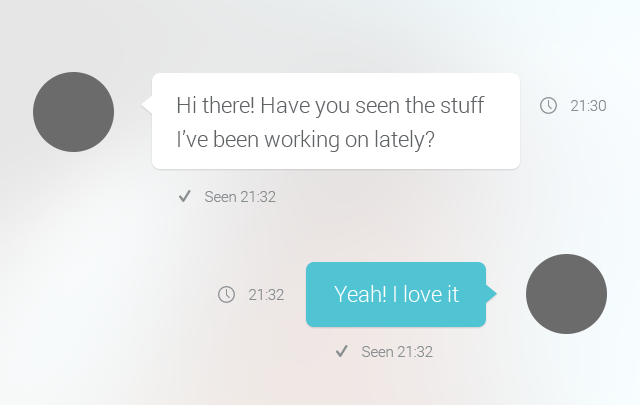 Hi there! Have you seen the stuff
I've been working on lately?
21:30
Seen 21:32
21:32
Yeah! I love it
Seen 21:32